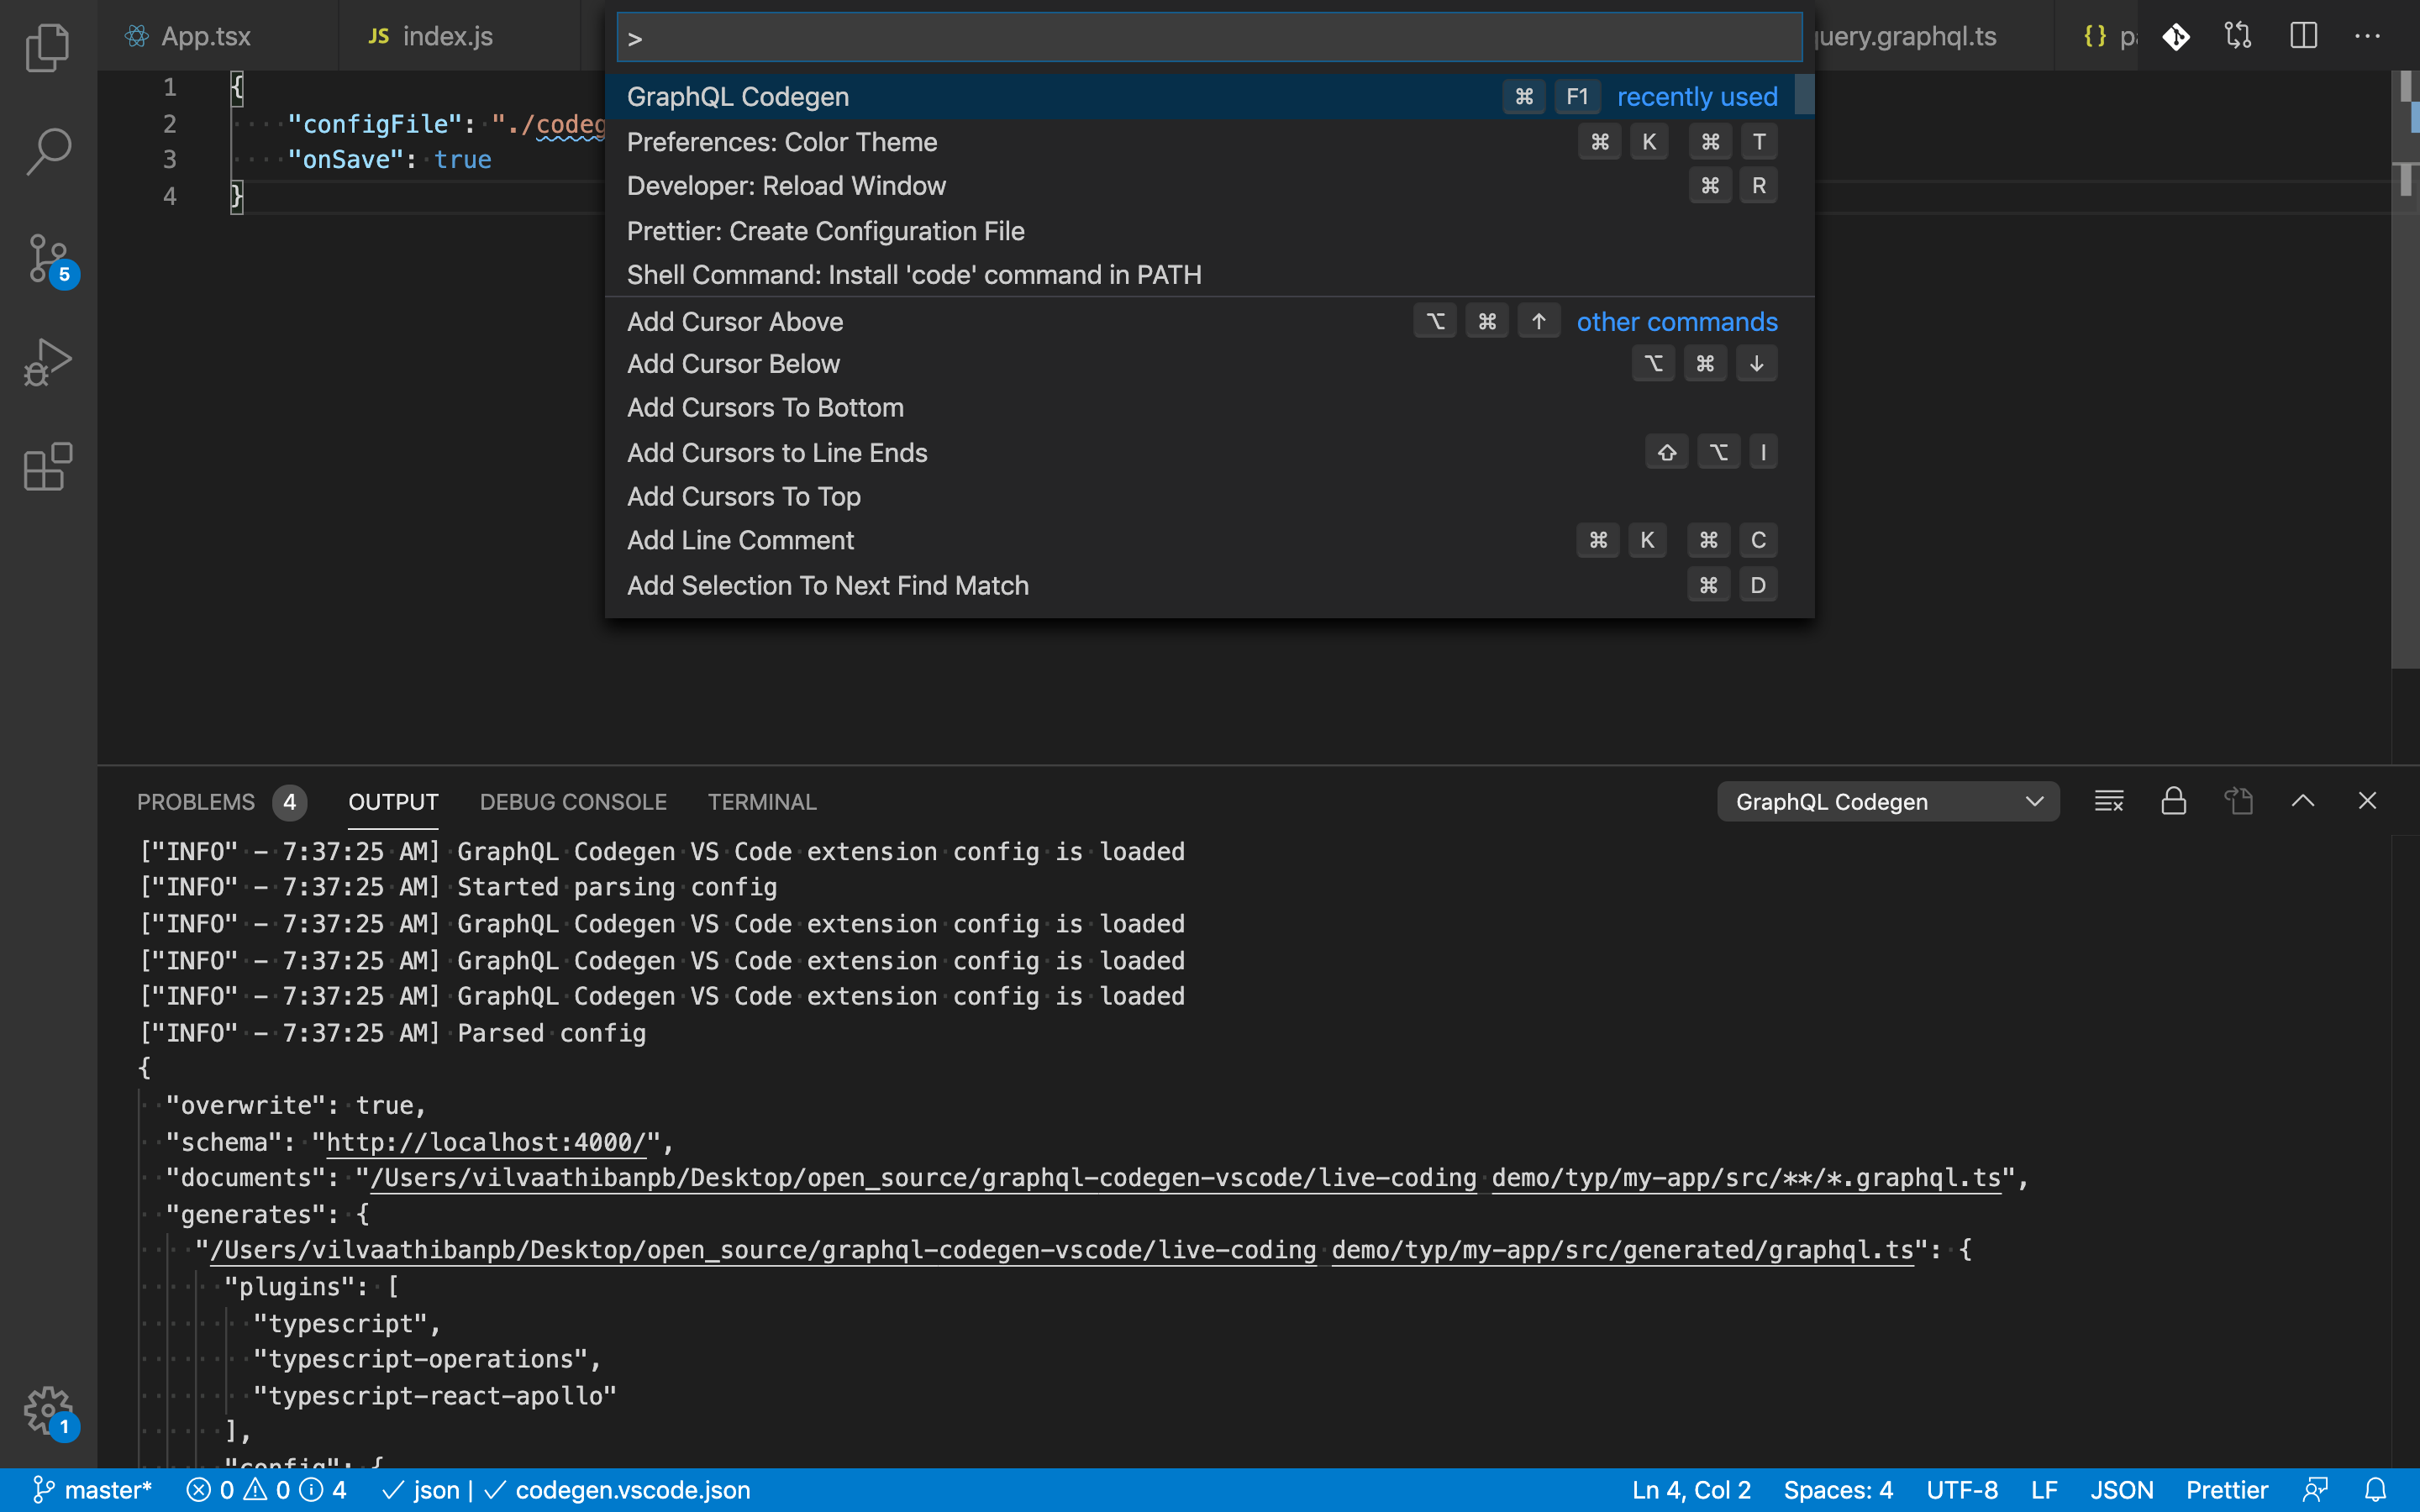 App.tsx
JS index.js
>
query.graphql.ts
{}
1 {
2 "configFile": "./codeg
3 "onSave": true
4 }
GraphQL Codegen ⌘ F1 recently used
Preferences: Color Theme ⌘ K ⌘ T
Developer: Reload Window ⌘ R
Prettier: Create Configuration File
Shell Command: Install 'code' command in PATH
Add Cursor Above ⌥ ⌘ ↑ other commands
Add Cursor Below ⌥ ⌘ ↓
Add Cursors To Bottom
Add Cursors to Line Ends ⇧ ⌥ I
Add Cursors To Top
Add Line Comment ⌘ K ⌘ C
Add Selection To Next Find Match ⌘ D
5
PROBLEMS 4 OUTPUT DEBUG CONSOLE TERMINAL GraphQL Codegen
["INFO" - 7:37:25 AM] GraphQL Codegen VS Code extension config is loaded
["INFO" - 7:37:25 AM] Started parsing config
["INFO" - 7:37:25 AM] GraphQL Codegen VS Code extension config is loaded
["INFO" - 7:37:25 AM] GraphQL Codegen VS Code extension config is loaded
["INFO" - 7:37:25 AM] GraphQL Codegen VS Code extension config is loaded
["INFO" - 7:37:25 AM] Parsed config
{
"overwrite": true,
"schema": "http://localhost:4000/",
"documents": "/Users/vilvaathibanpb/Desktop/open_source/graphql-codegen-vscode/live-coding demo/typ/my-app/src/**/*.graphql.ts",
"generates": {
"/Users/vilvaathibanpb/Desktop/open_source/graphql-codegen-vscode/live-coding demo/typ/my-app/src/generated/graphql.ts": {
"plugins": [
"typescript",
"typescript-operations",
"typescript-react-apollo"
],
"config": {
1
master* 0 0 4 ✓ json | ✓ codegen.vscode.json Ln 4, Col 2 Spaces: 4 UTF-8 LF JSON Prettier